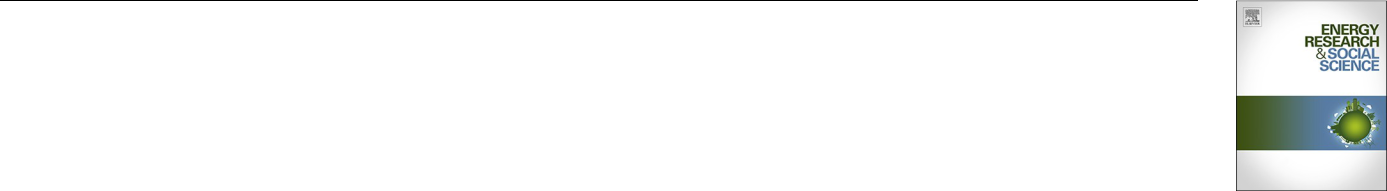 ENERGY
RESEARCH
&SOCIAL
SCIENCE